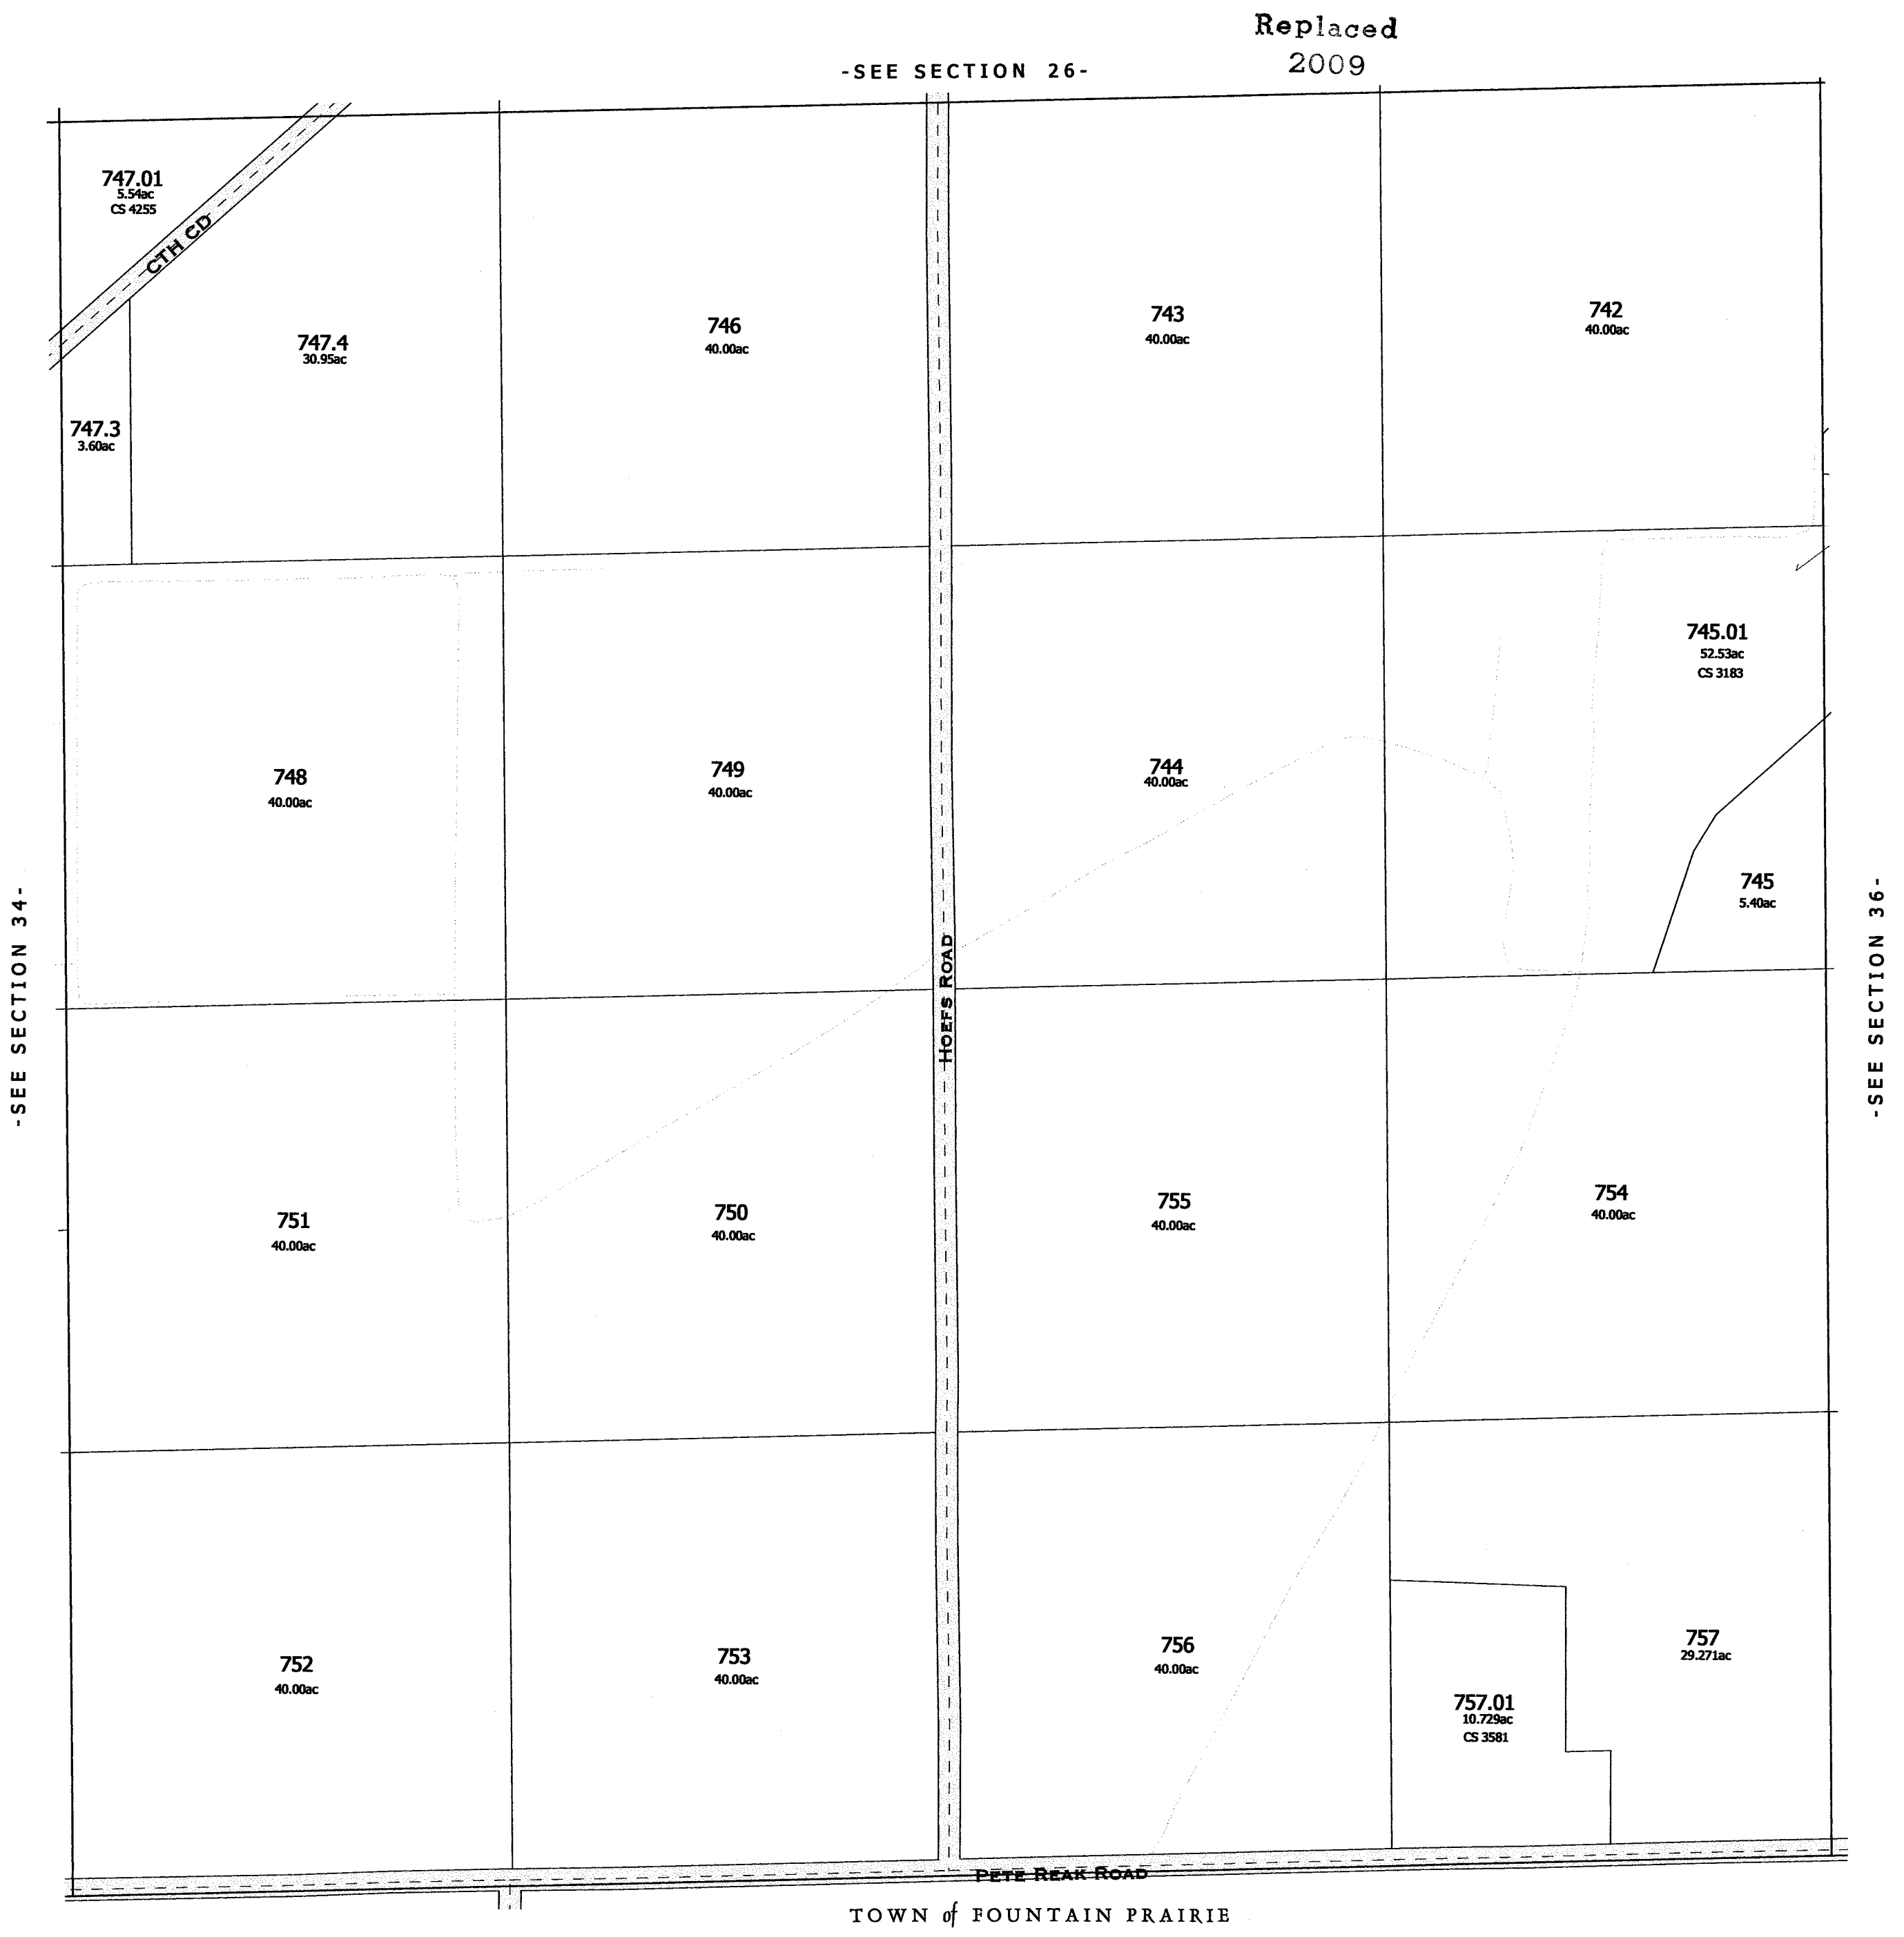 Replaced
2009
-SEE SECTION 26-
747.01
5.54ac
CS 4255
CTH CD
747.4
30.95ac
747.3
3.60ac
746
40.00ac
743
40.00ac
742
40.00ac
748
40.00ac
749
40.00ac
744
40.00ac
745.01
52.53ac
CS 3183
745
5.40ac
-SEE SECTION 34-
HOEFS ROAD
-SEE SECTION 36-
751
40.00ac
750
40.00ac
755
40.00ac
754
40.00ac
752
40.00ac
753
40.00ac
756
40.00ac
757.01
10.729ac
CS 3581
757
29.271ac
PETE REAK ROAD
TOWN of FOUNTAIN PRAIRIE